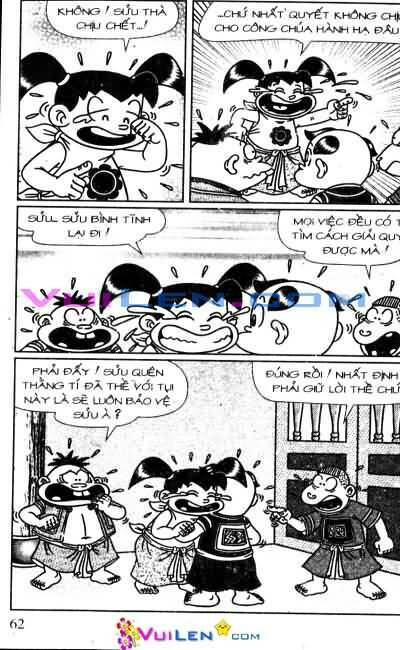 KHÔNG! SỬU THÀ
CHỊU CHẾT...!
...CHỨ NHẤT QUYẾT KHÔNG CHỊ
CHO CÔNG CHÚA HÀNH HẠ ĐÂU
SỬU... SỬU BÌNH TĨNH
LẠI ĐI!
MỌI VIỆC ĐỀU CÓ T
TÌM CÁCH GIẢI QUY
ĐƯỢC MÀ!
VUILEN.COM
PHẢI ĐẤY! SỬU QUÊN
THẰNG TÍ ĐÃ THỀ VỚI TỤI
NÀY LÀ SẼ LUÔN BẢO VỆ
SỬU À?
ĐÚNG RỒI! NHẤT ĐỊNH
PHẢI GIỮ LỜI THỀ CHỨ
62
VUILEN.COM